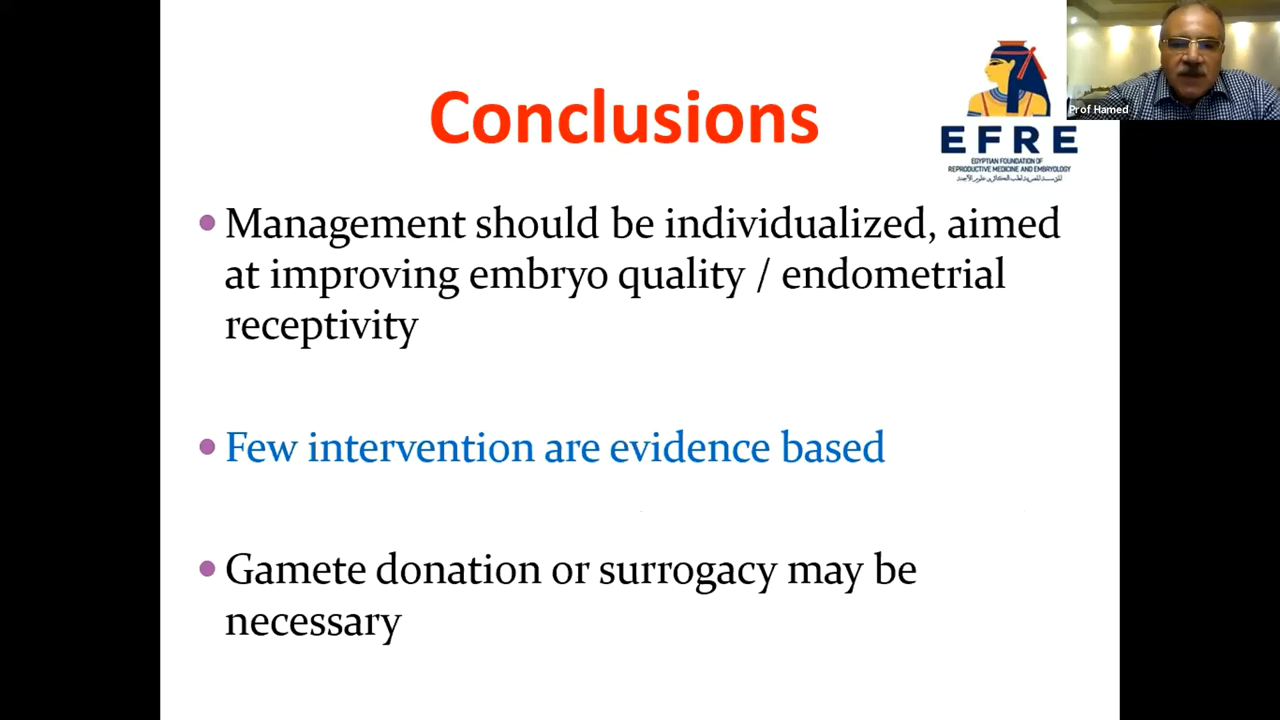 Conclusions
Prof Hamed
EFRE
EGYPTIAN FOUNDATION OF
REPRODUCTIVE MEDICINE AND EMBRYOLOGY
• Management should be individualized, aimed
at improving embryo quality / endometrial
receptivity
• Few intervention are evidence based
• Gamete donation or surrogacy may be
necessary